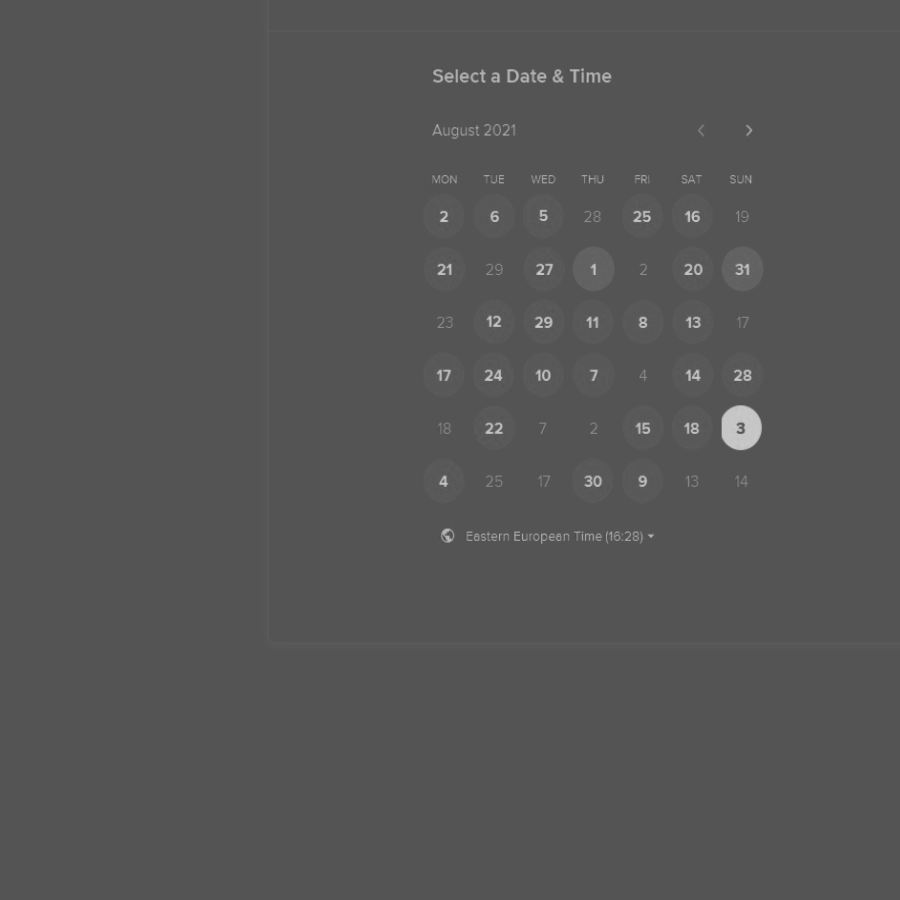 Select a Date & Time
August 2021
MON TUE WED THU FRI SAT SUN
2 6 5 28 25 16 19
21 29 27 1 2 20 31
23 12 29 11 8 13 17
17 24 10 7 4 14 28
18 22 7 2 15 18 3
4 25 17 30 9 13 14
Eastern European Time (16:28)